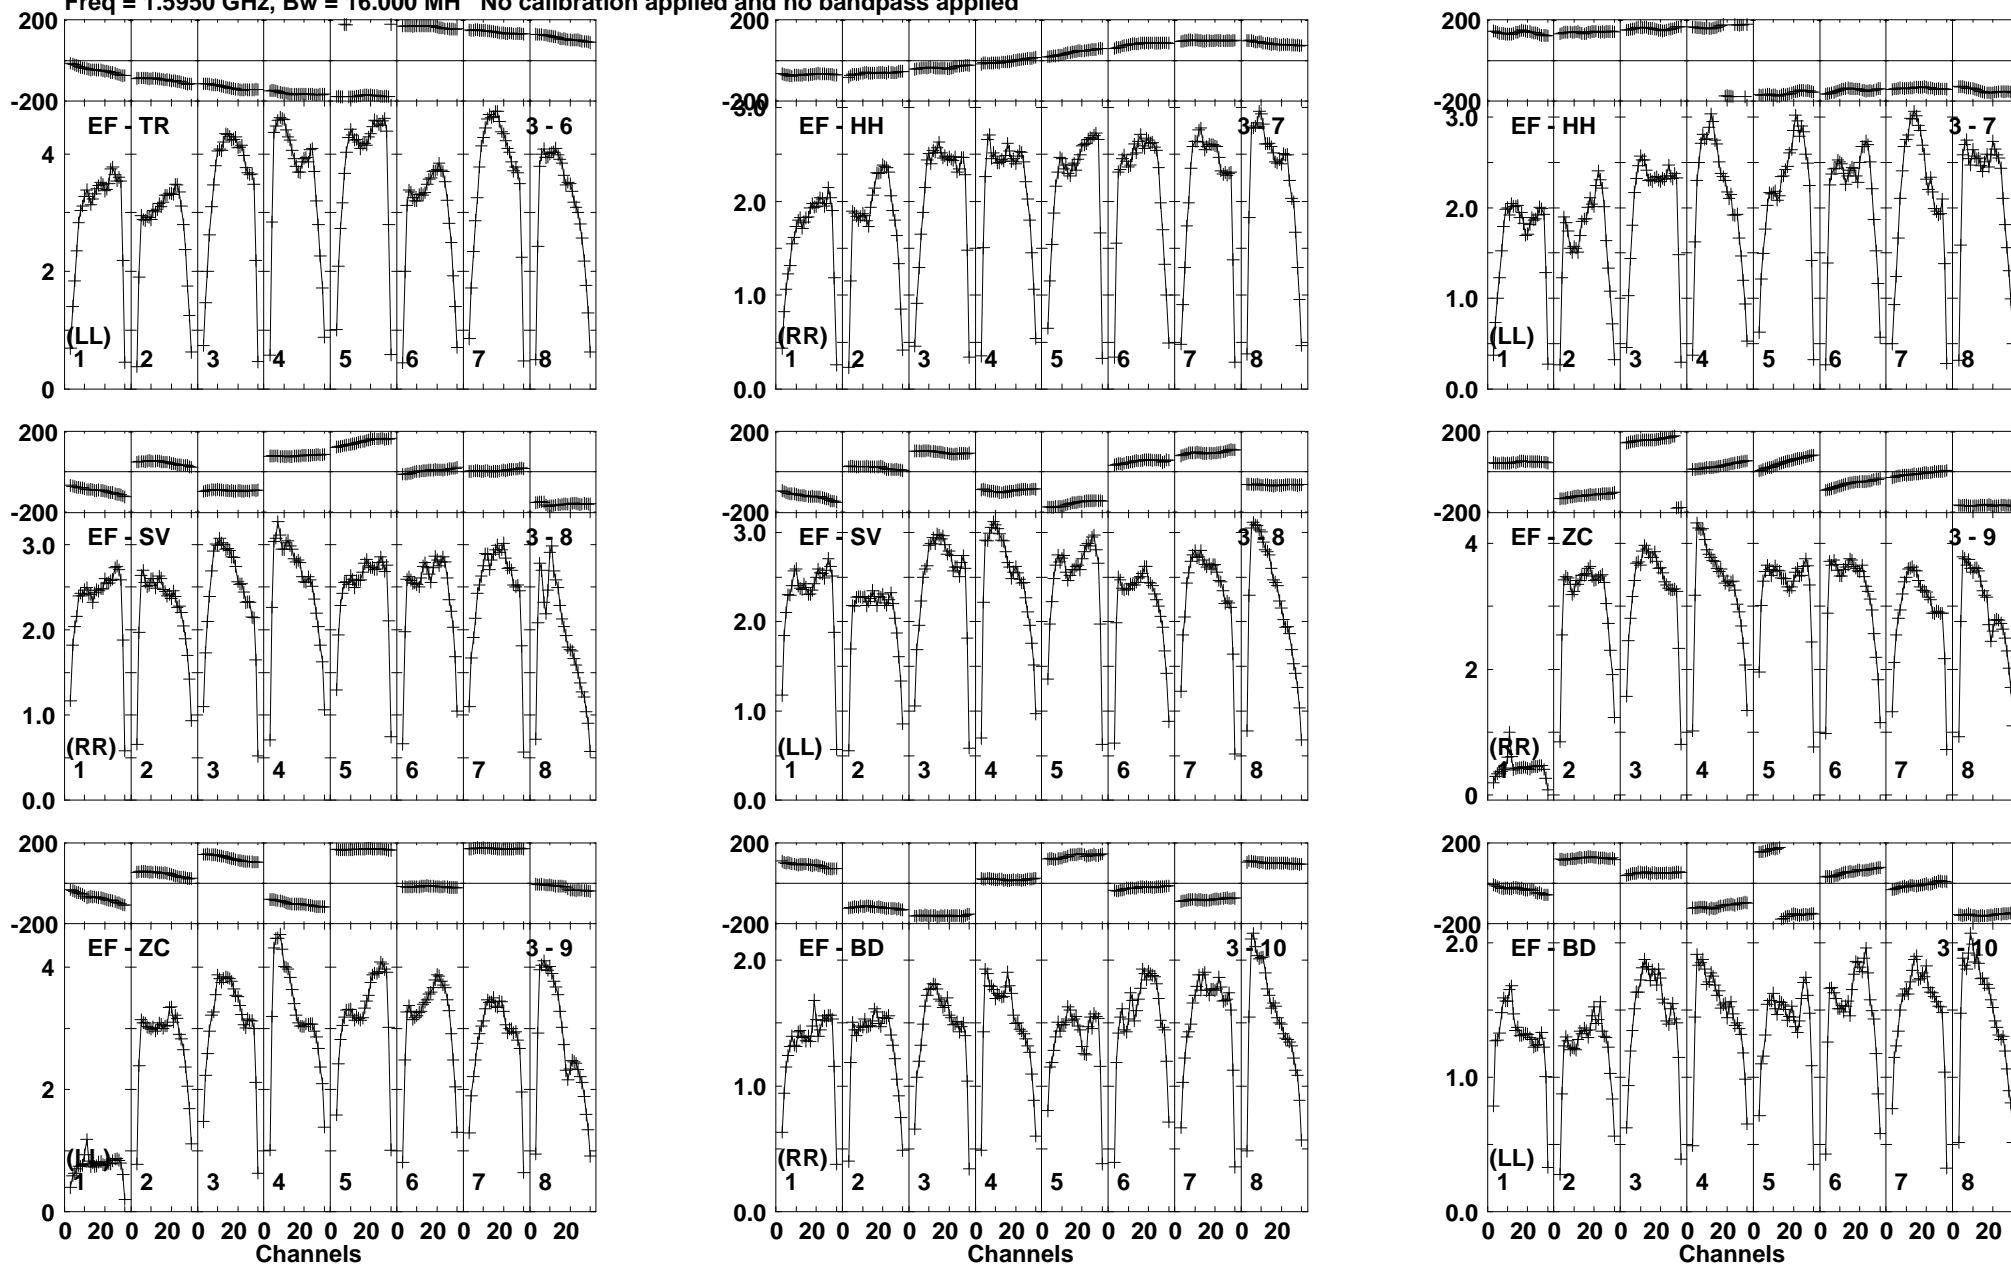 Freq = 1.5950 GHz, Bw = 16.000 MH No calibration applied and no bandpass applied
200 200 200
-200 -200 -200
EF - TR 3 - 6
4
2
0
(LL)
1 2 3 4 5 6 7 8
EF - HH 3 - 7
3.0
2.0
1.0
0.0
(RR)
1 2 3 4 5 6 7 8
EF - HH 3 - 7
3.0
2.0
1.0
0.0
(LL)
1 2 3 4 5 6 7 8
200 200 200
-200 -200 -200
EF - SV 3 - 8
3.0
2.0
1.0
0.0
(RR)
1 2 3 4 5 6 7 8
EF - SV 3 - 8
3.0
2.0
1.0
0.0
(LL)
1 2 3 4 5 6 7 8
EF - ZC 3 - 9
4
2
0
(RR)
1 2 3 4 5 6 7 8
200 200 200
-200 -200 -200
EF - ZC 3 - 9
4
2
0
(LL)
1 2 3 4 5 6 7 8
0 20 0 20 0 20 0 20 0 20 0 20 0 20 0 20
Channels
EF - BD 3 - 10
2.0
1.0
0.0
(RR)
1 2 3 4 5 6 7 8
0 20 0 20 0 20 0 20 0 20 0 20 0 20 0 20
Channels
EF - BD 3 - 10
2.0
1.0
0.0
(LL)
1 2 3 4 5 6 7 8
0 20 0 20 0 20 0 20 0 20 0 20 0 20 0 20
Channels